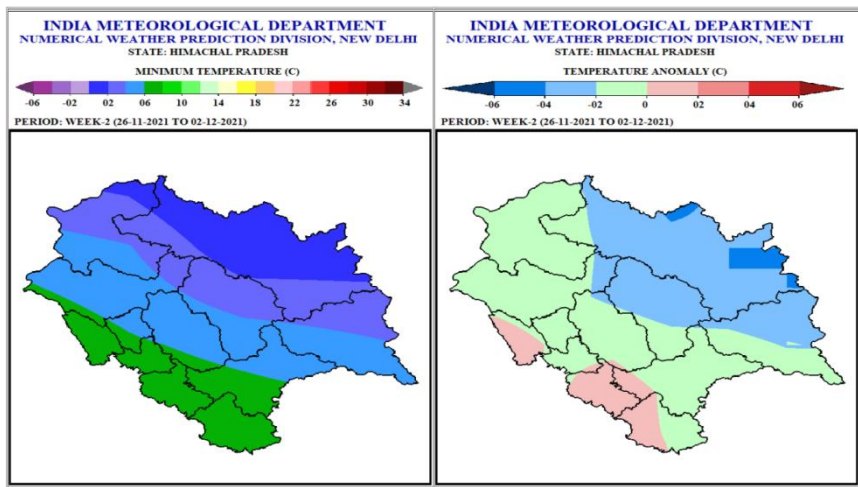 INDIA METEOROLOGICAL DEPARTMENT
NUMERICAL WEATHER PREDICTION DIVISION, NEW DELHI
STATE: HIMACHAL PRADESH
MINIMUM TEMPERATURE (C)
-06 -02 02 06 10 14 18 22 26 30 34
PERIOD: WEEK-2 (26-11-2021 TO 02-12-2021)
INDIA METEOROLOGICAL DEPARTMENT
NUMERICAL WEATHER PREDICTION DIVISION, NEW DELHI
STATE: HIMACHAL PRADESH
TEMPERATURE ANOMALY (C)
-06 -04 -02 0 02 04 06
PERIOD: WEEK-2 (26-11-2021 TO 02-12-2021)